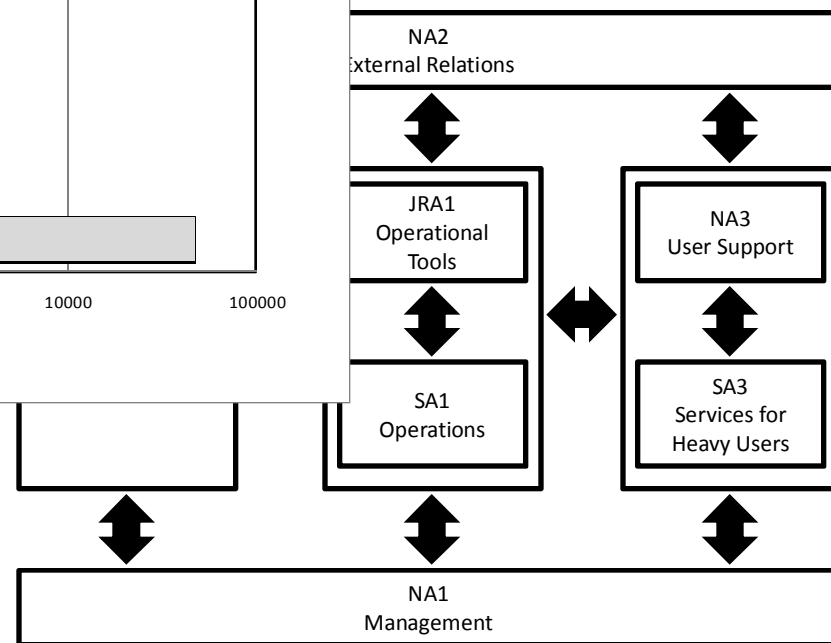 NA2
External Relations
JRA1
Operational
Tools
NA3
User Support
10000
100000
SA1
Operations
SA3
Services for
Heavy Users
NA1
Management